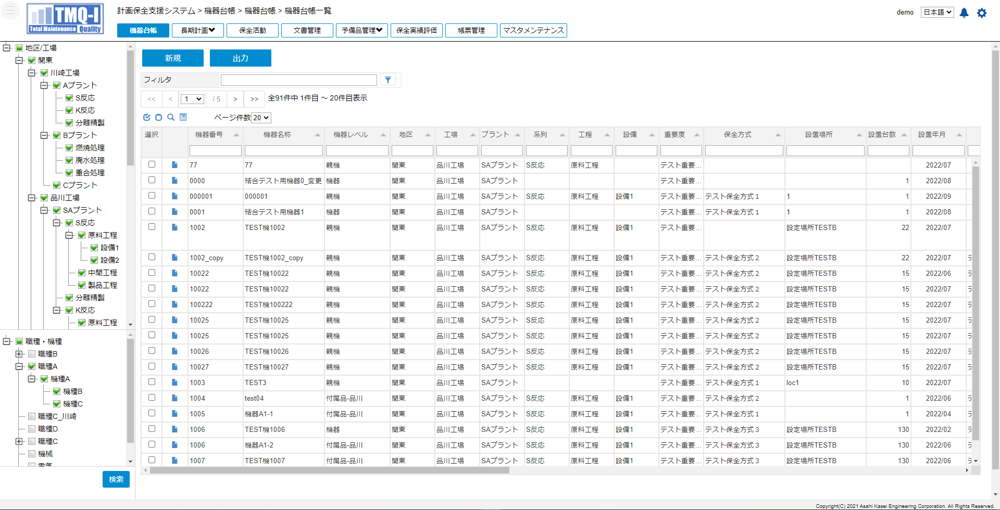 TMQ-I
Total Maintenance Quality
計画保全支援システム > 機器台帳 > 機器台帳 > 機器台帳一覧
demo 日本語
機器台帳 長期計画 保全活動 文書管理 予備品管理 保全実績評価 帳票管理 マスタメンテナンス
地区/工場
関東
川崎工場
Aプラント
S反応
K反応
分離精製
Bプラント
燃焼処理
廃水処理
重合処理
Cプラント
品川工場
SAプラント
S反応
原料工程
設備1
設備2
中間工程
製品工程
分離精製
K反応
原料工程
職種・機種
職種B
職種A
機種A
機種B
機種C
職種C_川崎
職種D
職種C
機械
電気
検索
新規 出力
フィルタ
<< < 1 / 5 > >> 全91件中 1件目 ～ 20件目表示
ページ件数 20
選択 機器番号 機器名称 機器レベル 地区 工場 プラント 系列 工程 設備 重要度 保全方式 設置場所 設置台数 設置年月
77 77 親機 関東 品川工場 SAプラント S反応 原料工程 テスト重要... 2022/07
0000 結合テスト用機器0_変更 機器 関東 品川工場 SAプラント テスト重要... 1 2022/08
000001 000001 親機 関東 品川工場 SAプラント S反応 原料工程 設備1 テスト重要... テスト保全方式１ 1 1 2022/09
0001 結合テスト用機器1 機器 関東 品川工場 SAプラント テスト重要... テスト保全方式１ 1 1 2022/08
1002 TEST機1002 親機 関東 品川工場 SAプラント S反応 原料工程 設備1 テスト重要... 設定場所TESTB 22 2022/07
1002_copy TEST機1002_copy 親機 関東 品川工場 SAプラント S反応 原料工程 設備1 テスト重要... テスト保全方式２ 設定場所TESTB 22 2022/07
10022 TEST機10022 親機 関東 品川工場 SAプラント S反応 原料工程 設備1 テスト重要... テスト保全方式２ 設定場所TESTB 15 2022/06
10022 TEST機10022 親機 関東 品川工場 SAプラント S反応 原料工程 設備1 テスト重要... テスト保全方式２ 設定場所TESTB 15 2022/07
100222 TEST機100222 親機 関東 品川工場 SAプラント S反応 原料工程 設備1 テスト重要... テスト保全方式２ 設定場所TESTB 15 2022/07
10025 TEST機10025 親機 関東 品川工場 SAプラント S反応 原料工程 設備1 テスト重要... テスト保全方式２ 設定場所TESTB 15 2022/07
10025 TEST機10025 親機 関東 品川工場 SAプラント S反応 原料工程 設備1 テスト重要... テスト保全方式２ 設定場所TESTB 15 2022/07
10026 TEST機10026 親機 関東 品川工場 SAプラント S反応 原料工程 設備1 テスト重要... テスト保全方式２ 設定場所TESTB 15 2022/07
10027 TEST機10027 親機 関東 品川工場 SAプラント S反応 原料工程 設備1 テスト重要... テスト保全方式２ 設定場所TESTB 15 2022/07
1003 TEST3 親機 関東 品川工場 SAプラント テスト重要... テスト保全方式１ loc1 10 2022/07
1004 test04 付属品-品川 関東 品川工場 SAプラント S反応 原料工程 設備1 テスト重要... テスト保全方式２ 1 2022/06
1005 機器A1-1 付属品-品川 関東 品川工場 SAプラント S反応 原料工程 設備1 テスト重要... テスト保全方式１ 1 2022/04
1006 TEST機1006 機器 関東 品川工場 SAプラント S反応 原料工程 設備1 テスト重要... テスト保全方式３ 設定場所TESTB 130 2022/02
1006 機器A1-2 付属品-品川 関東 品川工場 SAプラント S反応 原料工程 設備1 テスト重要... テスト保全方式３ 設定場所TESTB 130 2022/06
1007 TEST機1007 付属品-品川 関東 品川工場 SAプラント S反応 原料工程 設備1 テスト重要... テスト保全方式３ 設定場所TESTB 130 2022/06
Copyright(C) 2021 Asahi Kasei Engineering Corporation. All Rights Reserved.